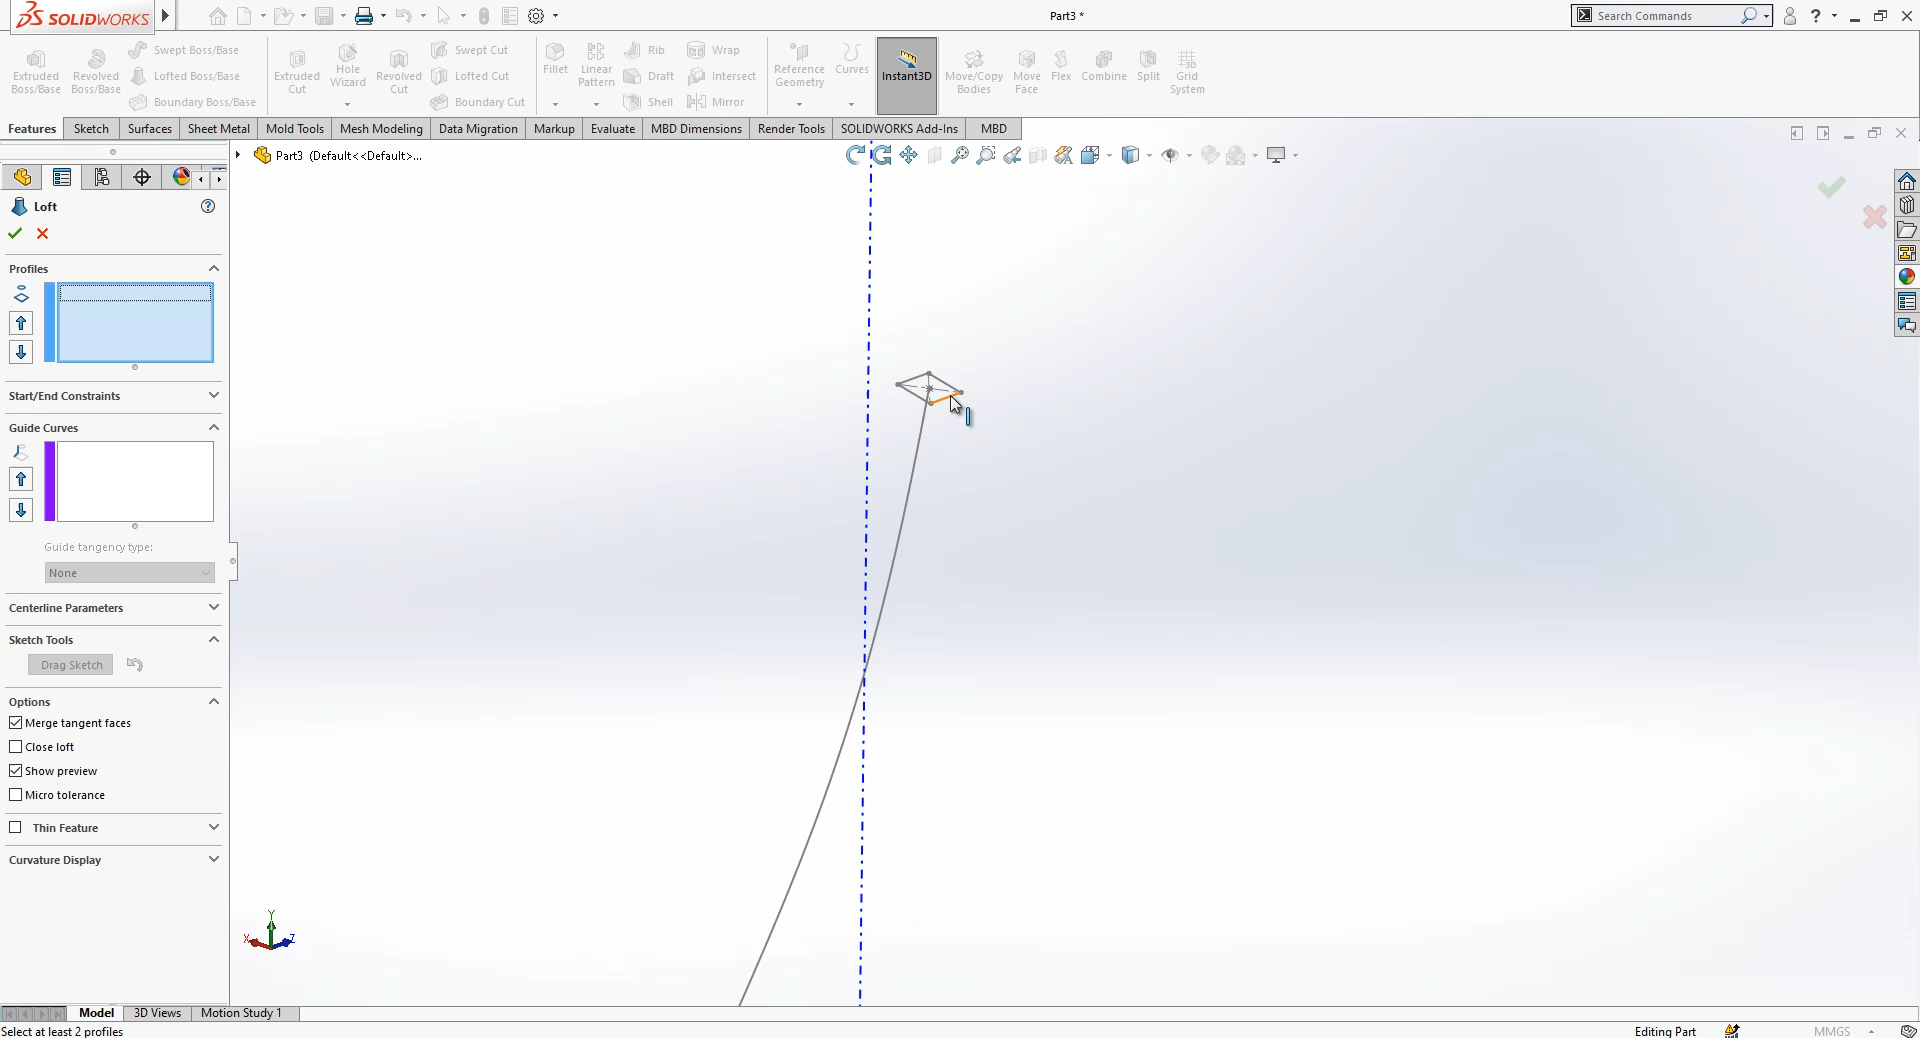 SOLIDWORKS
Part3 *
Search Commands
?
Extruded Boss/Base
Revolved Boss/Base
Swept Boss/Base
Lofted Boss/Base
Boundary Boss/Base
Extruded Cut
Hole Wizard
Revolved Cut
Swept Cut
Lofted Cut
Boundary Cut
Fillet
Linear Pattern
Rib
Draft
Shell
Wrap
Intersect
Mirror
Reference Geometry
Curves
Instant3D
Move/Copy Bodies
Move Face
Flex
Combine
Split
Grid System
Features
Sketch
Surfaces
Sheet Metal
Mold Tools
Mesh Modeling
Data Migration
Markup
Evaluate
MBD Dimensions
Render Tools
SOLIDWORKS Add-Ins
MBD
Part3 (Default<<Default>...
Loft
?
Profiles
Start/End Constraints
Guide Curves
Guide tangency type:
None
Centerline Parameters
Sketch Tools
Drag Sketch
Options
Merge tangent faces
Close loft
Show preview
Micro tolerance
Thin Feature
Curvature Display
Y
X
Z
Model
3D Views
Motion Study 1
Select at least 2 profiles
Editing Part
MMGS